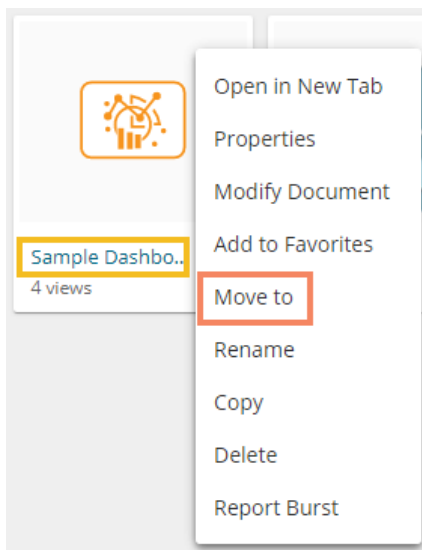 Open in New Tab
Properties
Modify Document
Add to Favorites
Sample Dashbo..
4 views
Move to
Rename
Copy
Delete
Report Burst